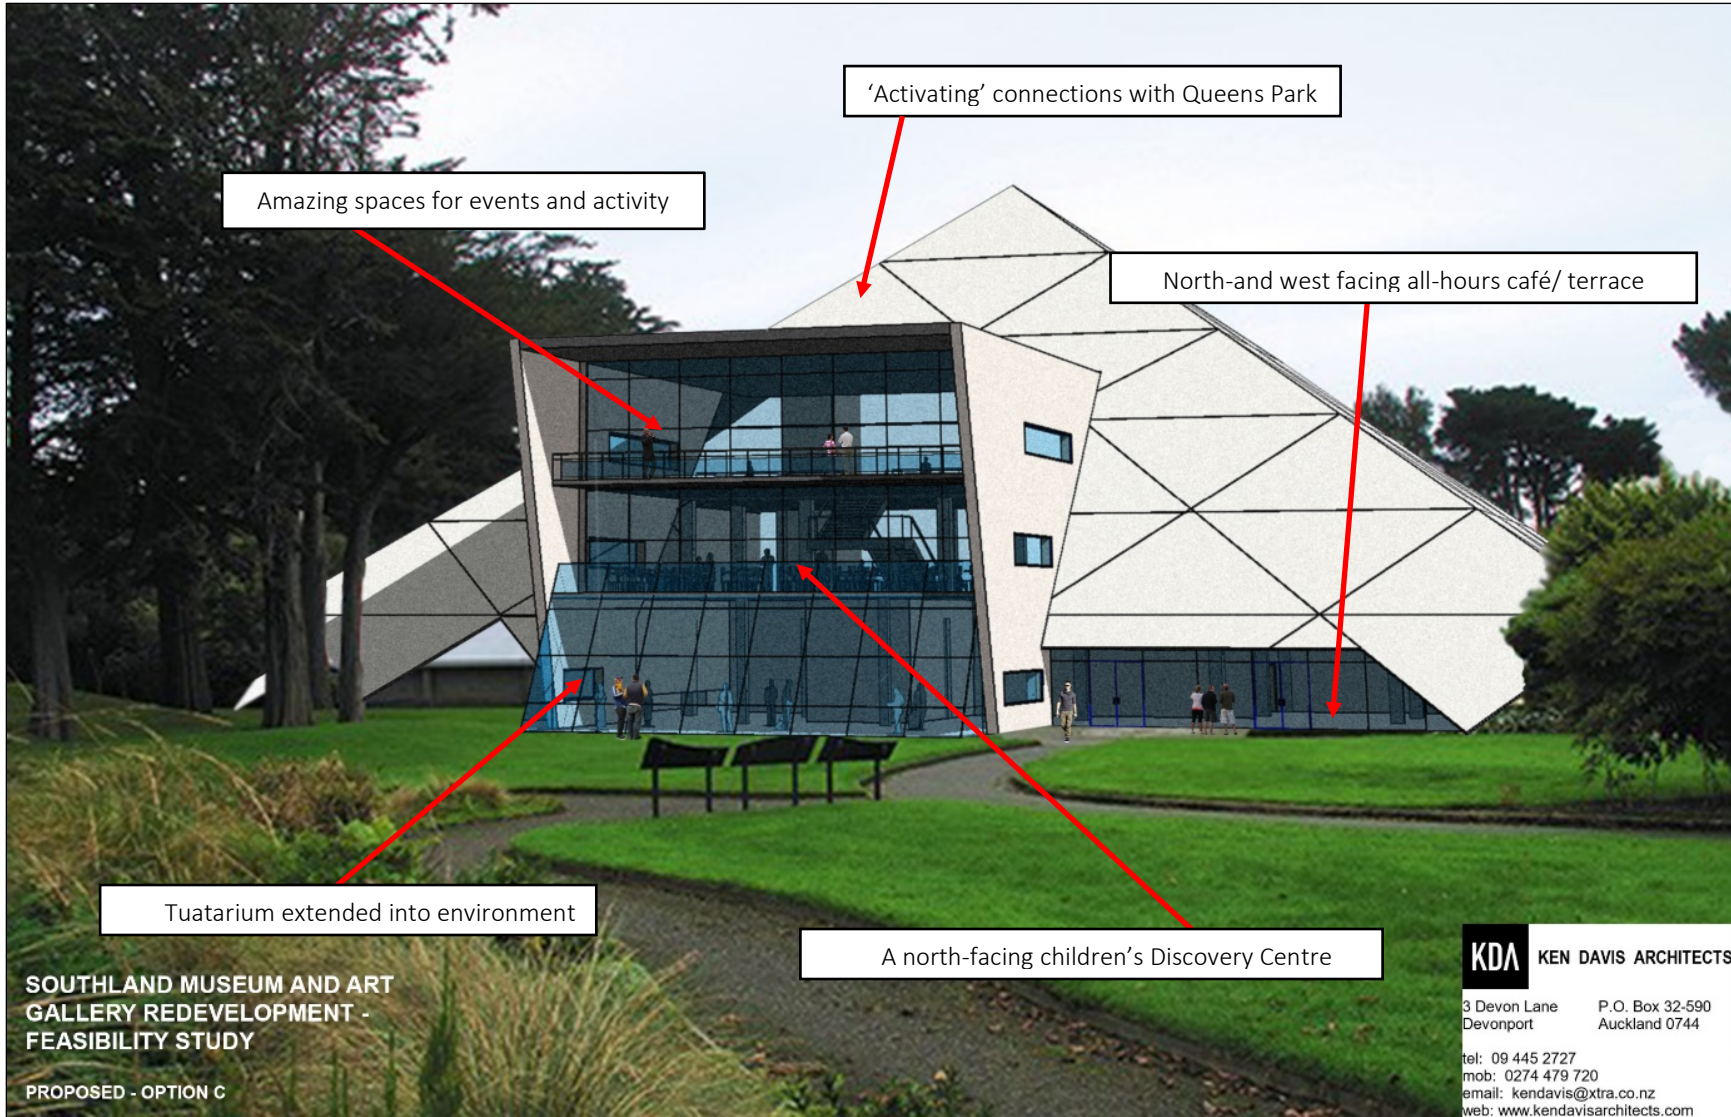 ‘Activating’ connections with Queens Park
Amazing spaces for events and activity
North-and west facing all-hours café/ terrace
Tuatarium extended into environment
A north-facing children’s Discovery Centre
SOUTHLAND MUSEUM AND ART
GALLERY REDEVELOPMENT -
FEASIBILITY STUDY
PROPOSED - OPTION C
KDA KEN DAVIS ARCHITECTS
3 Devon Lane P.O. Box 32-590
Devonport Auckland 0744
tel: 09 445 2727
mob: 0274 479 720
email: kendavis@xtra.co.nz
web: www.kendavisarchitects.com